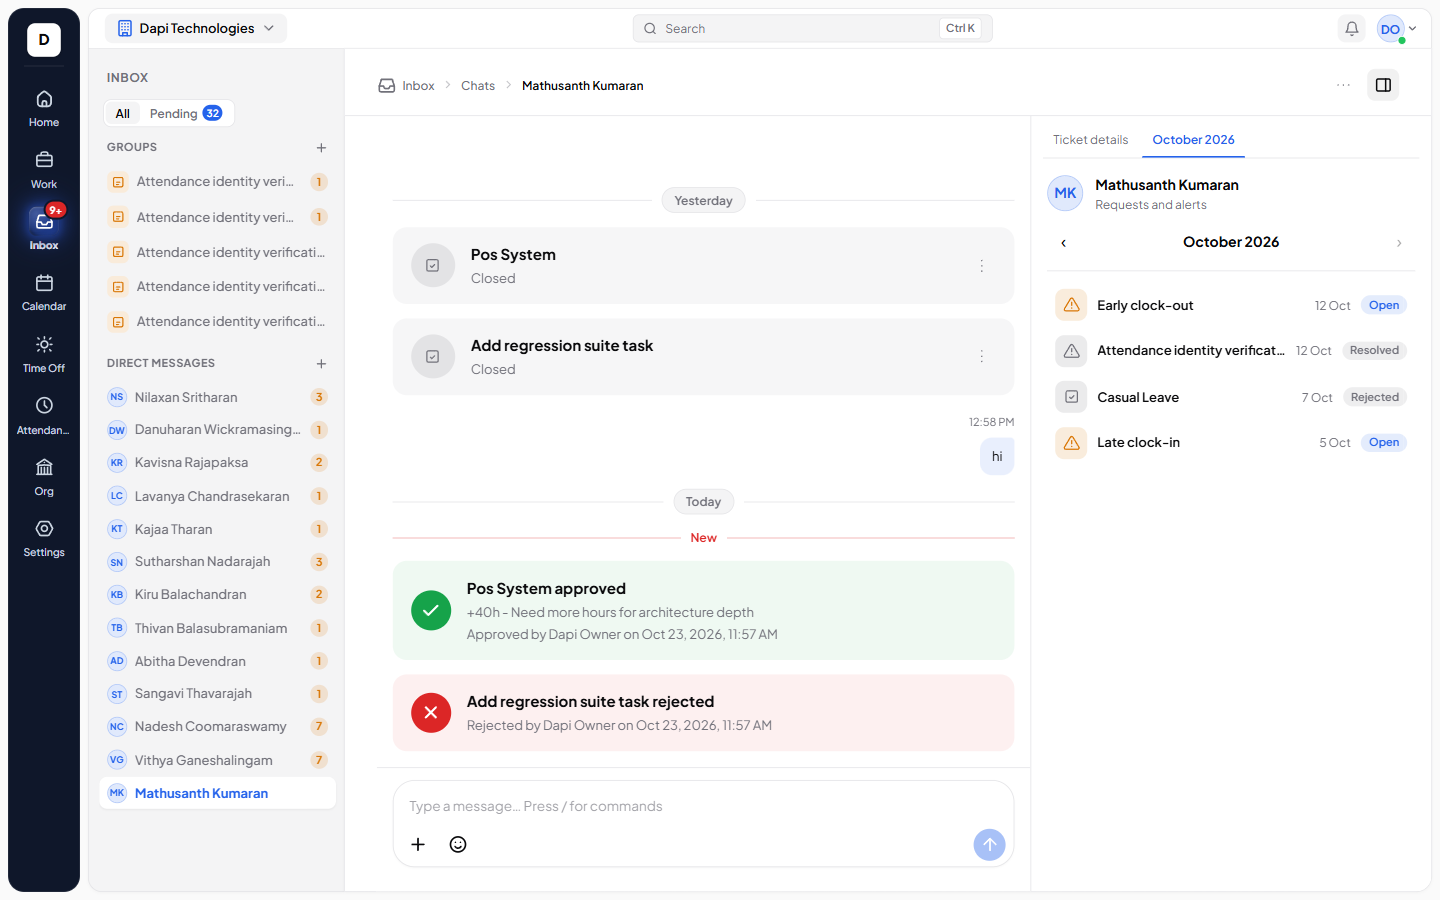 D
Dapi Technologies
Search
Ctrl K
DO
Home
Work
9+
Inbox
Calendar
Time Off
Attendan...
Org
Settings
INBOX
All
Pending 32
GROUPS
Attendance identity veri... 1
Attendance identity veri... 1
Attendance identity verificati...
Attendance identity verificati...
Attendance identity verificati...
DIRECT MESSAGES
NS Nilaxan Sritharan 3
DW Danuharan Wickramasing... 1
KR Kavisna Rajapaksa 2
LC Lavanya Chandrasekaran 1
KT Kajaa Tharan 1
SN Sutharshan Nadarajah 3
KB Kiru Balachandran 2
TB Thivan Balasubramaniam 1
AD Abitha Devendran 1
ST Sangavi Thavarajah 1
NC Nadesh Coomaraswamy 7
VG Vithya Ganeshalingam 7
MK Mathusanth Kumaran
Inbox > Chats > Mathusanth Kumaran
Yesterday
Pos System
Closed
Add regression suite task
Closed
12:58 PM
hi
Today
New
Pos System approved
+40h - Need more hours for architecture depth
Approved by Dapi Owner on Oct 23, 2026, 11:57 AM
Add regression suite task rejected
Rejected by Dapi Owner on Oct 23, 2026, 11:57 AM
Type a message... Press / for commands
Ticket details
October 2026
MK
Mathusanth Kumaran
Requests and alerts
October 2026
Early clock-out 12 Oct Open
Attendance identity verificat... 12 Oct Resolved
Casual Leave 7 Oct Rejected
Late clock-in 5 Oct Open